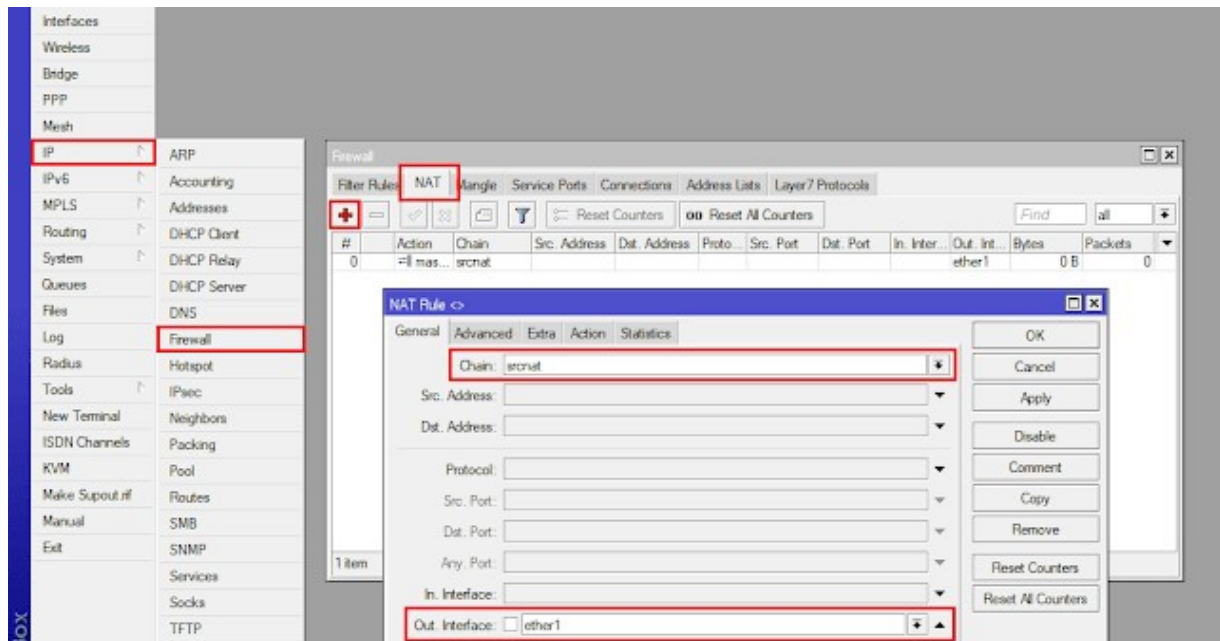 Interfaces
Wireless
Bridge
PPP
Mesh
IP
IPv6
MPLS
Routing
System
Queues
Files
Log
Radius
Tools
New Terminal
ISDN Channels
KVM
Make Supout.rif
Manual
Exit
ARP
Accounting
Addresses
DHCP Client
DHCP Relay
DHCP Server
DNS
Firewall
Hotspot
IPsec
Neighbors
Packing
Pool
Routes
SMB
SNMP
Services
Socks
TFTP
Firewall
Filter Rules NAT Mangle Service Ports Connections Address Lists Layer7 Protocols
Reset Counters 00 Reset All Counters Find all
# Action Chain Src. Address Dst. Address Proto... Src. Port Dst. Port In. Inter... Out. Int... Bytes Packets
0 mas... srcnat ether1 0 B 0
1 item
NAT Rule <>
General Advanced Extra Action Statistics
Chain: srcnat
Src. Address:
Dst. Address:
Protocol:
Src. Port:
Dst. Port:
Any. Port:
In. Interface:
Out. Interface: ether1
OK
Cancel
Apply
Disable
Comment
Copy
Remove
Reset Counters
Reset All Counters
Box